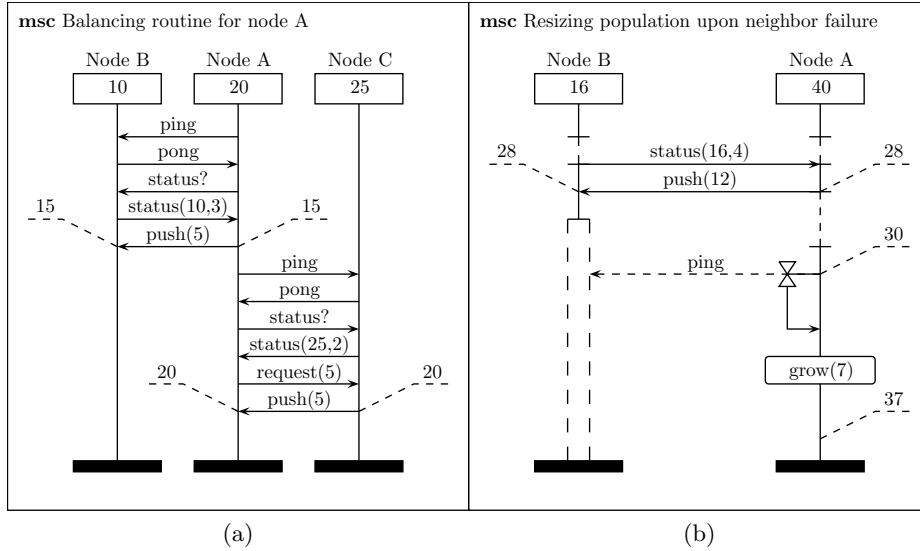 msc Balancing routine for node A
Node B Node A Node C
10 20 25
ping
pong
status?
status(10,3)
15 15
push(5)
ping
pong
status?
status(25,2)
request(5)
20 20
push(5)
(a)
msc Resizing population upon neighbor failure
Node B Node A
16 40
status(16,4)
28 28
push(12)
30
ping
grow(7)
37
(b)